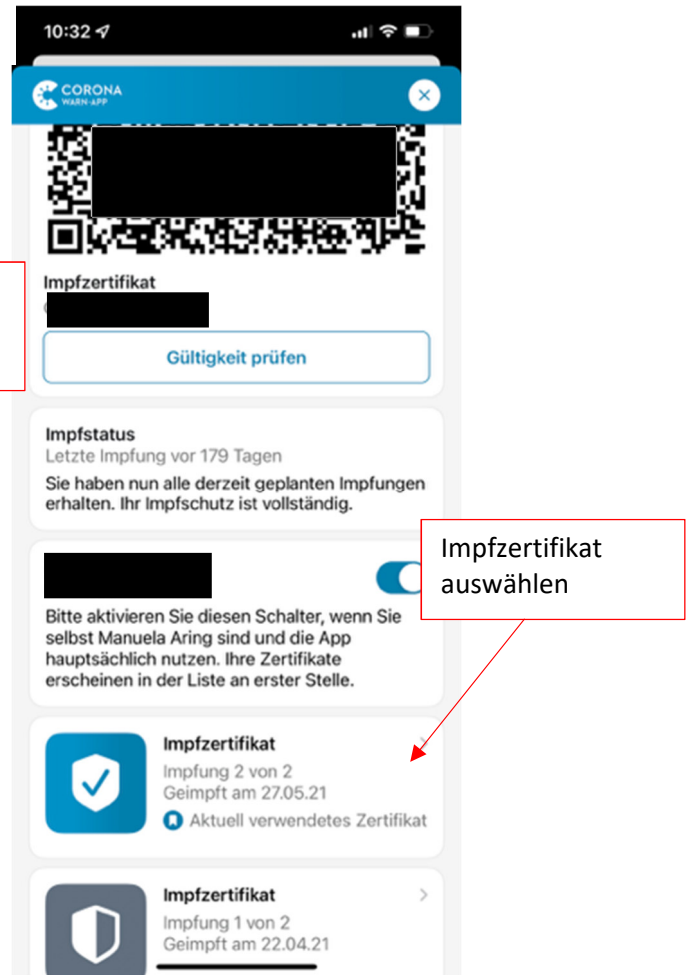 10:32
CORONA
WARN-APP
Impfzertifikat
Gültigkeit prüfen
Impfstatus
Letzte Impfung vor 179 Tagen
Sie haben nun alle derzeit geplanten Impfungen
erhalten. Ihr Impfschutz ist vollständig.
Impfzertifikat
auswählen
Bitte aktivieren Sie diesen Schalter, wenn Sie
selbst Manuela Aring sind und die App
hauptsächlich nutzen. Ihre Zertifikate
erscheinen in der Liste an erster Stelle.
Impfzertifikat
Impfung 2 von 2
Geimpft am 27.05.21
Aktuell verwendetes Zertifikat
Impfzertifikat
Impfung 1 von 2
Geimpft am 22.04.21